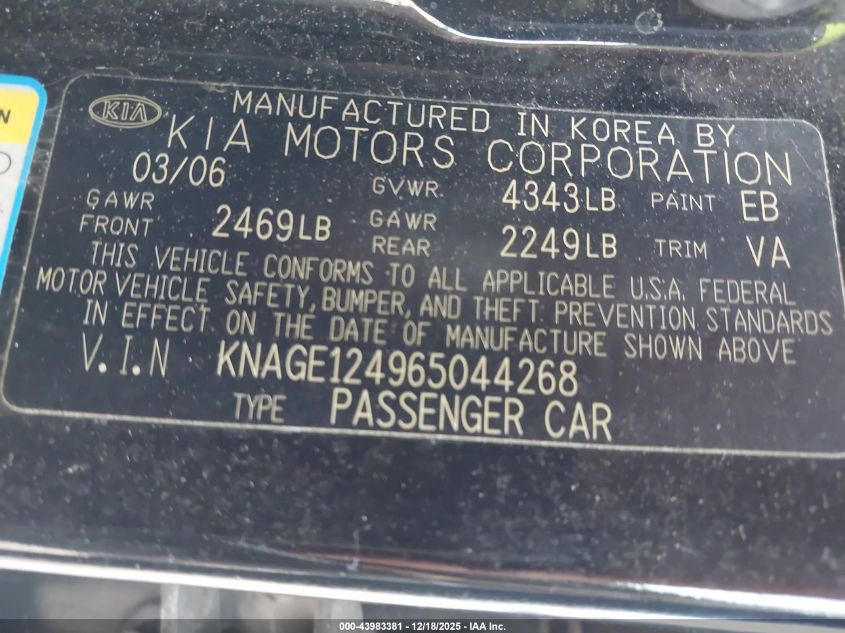 KIA
MANUFACTURED IN KOREA BY
KIA MOTORS CORPORATION
03/06 GVWR 4343LB PAINT EB
GAWR FRONT 2469LB GAWR REAR 2249LB TRIM VA
THIS VEHICLE CONFORMS TO ALL APPLICABLE U.S.A. FEDERAL
MOTOR VEHICLE SAFETY, BUMPER, AND THEFT PREVENTION STANDARDS
IN EFFECT ON THE DATE OF MANUFACTURE SHOWN ABOVE
V.I.N KNAGE124965044268
TYPE PASSENGER CAR
N
000-43983381 - 12/18/2025 - IAA Inc.